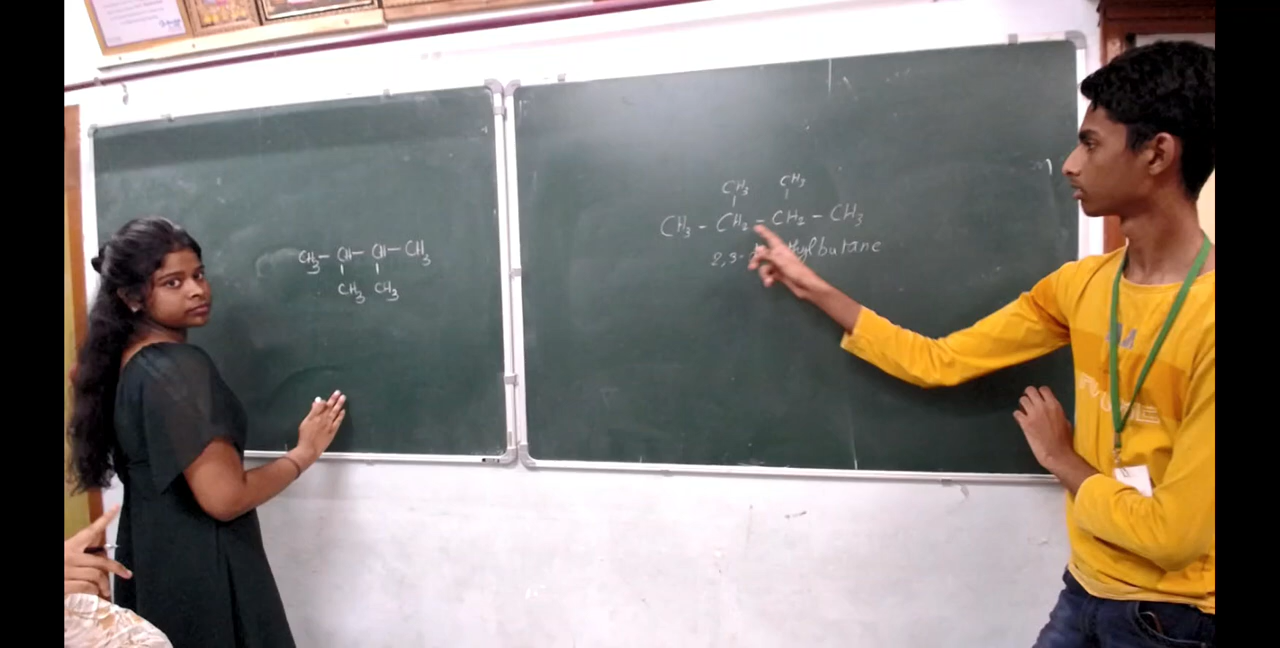 CH3 – CH – CH – CH3
CH3 CH3
CH3 CH3
CH3 – CH2 – CH2 – CH3
2,3- butane